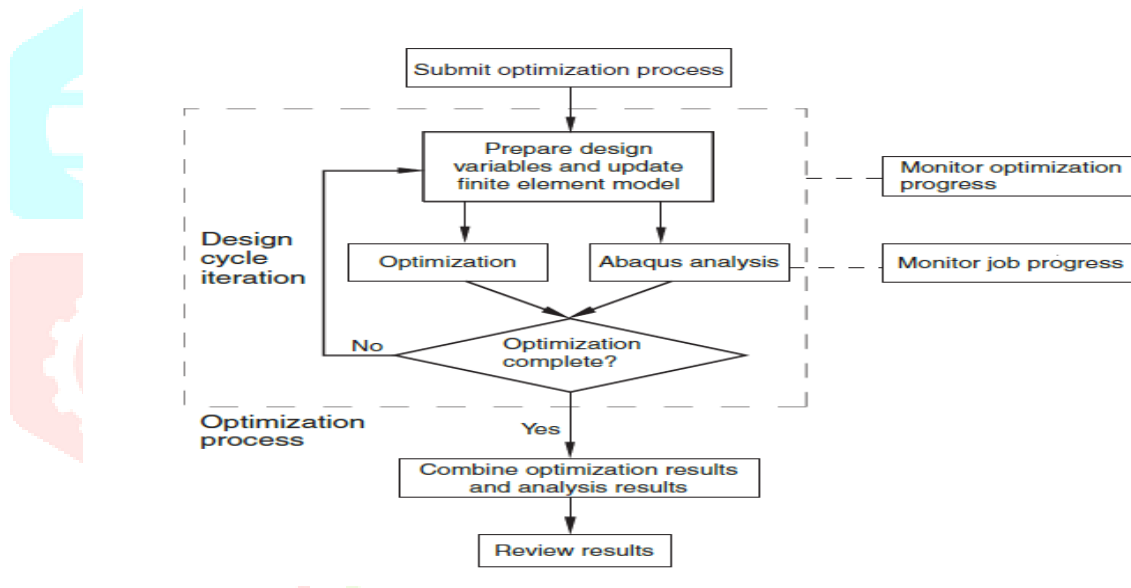 Submit optimization process
Prepare design
variables and update
finite element model
Monitor optimization
progress
Design
cycle
iteration
Optimization
Abaqus analysis
Monitor job progress
Optimization
complete?
No
Optimization
process
Yes
Combine optimization results
and analysis results
Review results